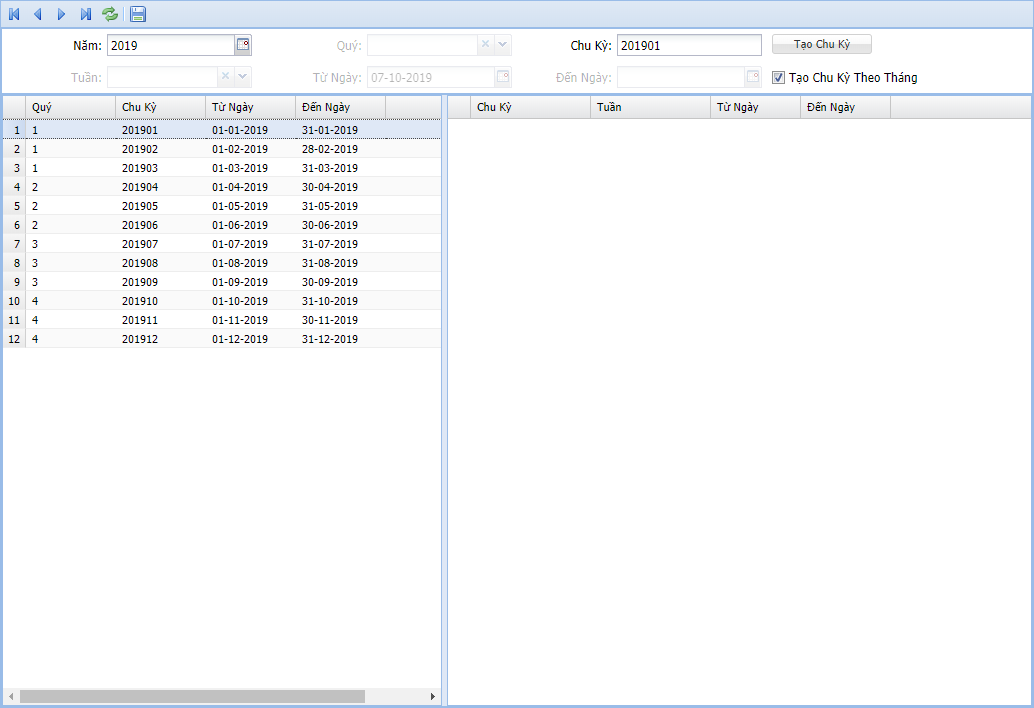 Năm: 2019 Quý: Chu Kỳ: 201901 Tạo Chu Kỳ
Tuần: Từ Ngày: 07-10-2019 Đến Ngày: Tạo Chu Kỳ Theo Tháng
Quý Chu Kỳ Từ Ngày Đến Ngày
1 1 201901 01-01-2019 31-01-2019
2 1 201902 01-02-2019 28-02-2019
3 1 201903 01-03-2019 31-03-2019
4 2 201904 01-04-2019 30-04-2019
5 2 201905 01-05-2019 31-05-2019
6 2 201906 01-06-2019 30-06-2019
7 3 201907 01-07-2019 31-07-2019
8 3 201908 01-08-2019 31-08-2019
9 3 201909 01-09-2019 30-09-2019
10 4 201910 01-10-2019 31-10-2019
11 4 201911 01-11-2019 30-11-2019
12 4 201912 01-12-2019 31-12-2019
Chu Kỳ Tuần Từ Ngày Đến Ngày